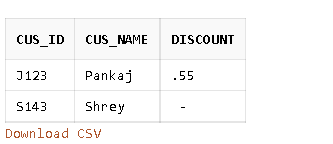 CUS_ID CUS_NAME DISCOUNT
J123 Pankaj .55
S143 Shrey -
Download CSV